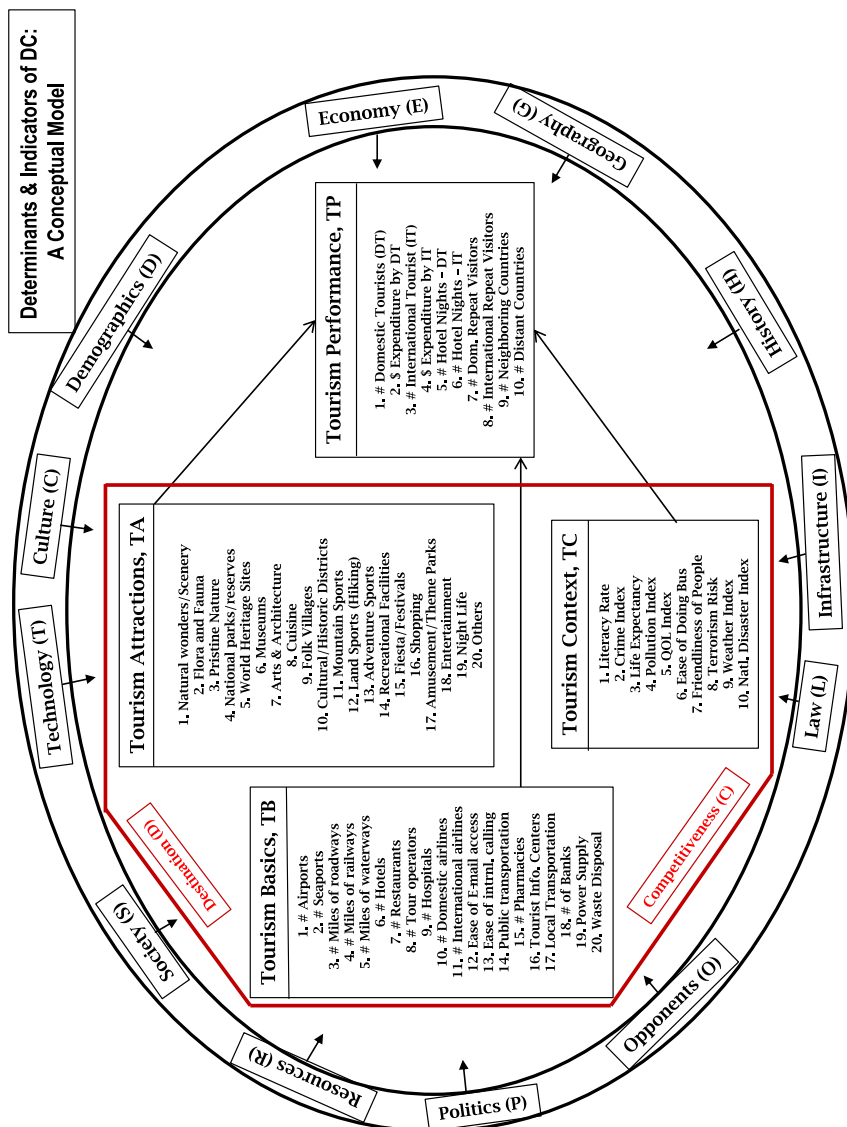 Determinants & Indicators of DC:
A Conceptual Model
Resources (R)
Society (S)
Technology (T)
Culture (C)
Demographics (D)
Economy (E)
Geography (G)
History (H)
Infrastructure (I)
Law (L)
Opponents (O)
Politics (P)
Destination (D)
Competitiveness (C)
Tourism Basics, TB
1. # Airports
2. # Seaports
3. # Miles of roadways
4. # Miles of railways
5. # Miles of waterways
6. # Hotels
7. # Restaurants
8. # Tour operators
9. # Hospitals
10. # Domestic airlines
11. # International airlines
12. Ease of E-mail access
13. Ease of intrnl. calling
14. Public transportation
15. # Pharmacies
16. Tourist Info. Centers
17. Local Transportation
18. # of Banks
19. Power Supply
20. Waste Disposal
Tourism Attractions, TA
1. Natural wonders/Scenery
2. Flora and Fauna
3. Pristine Nature
4. National parks/reserves
5. World Heritage Sites
6. Museums
7. Arts & Architecture
8. Cuisine
9. Folk Villages
10. Cultural/Historic Districts
11. Mountain Sports
12. Land Sports (Hiking)
13. Adventure Sports
14. Recreational Facilities
15. Fiesta/Festivals
16. Shopping
17. Amusement/Theme Parks
18. Entertainment
19. Night Life
20. Others
Tourism Context, TC
1. Literacy Rate
2. Crime Index
3. Life Expectancy
4. Pollution Index
5. QOL Index
6. Ease of Doing Bus
7. Friendliness of People
8. Terrorism Risk
9. Weather Index
10. Natl. Disaster Index
Tourism Performance, TP
1. # Domestic Tourists (DT)
2. $ Expenditure by DT
3. # International Tourist (IT)
4. $ Expenditure by IT
5. # Hotel Nights – DT
6. # Hotel Nights – IT
7. # Dom. Repeat Visitors
8. # International Repeat Visitors
9. # Neighboring Countries
10. # Distant Countries